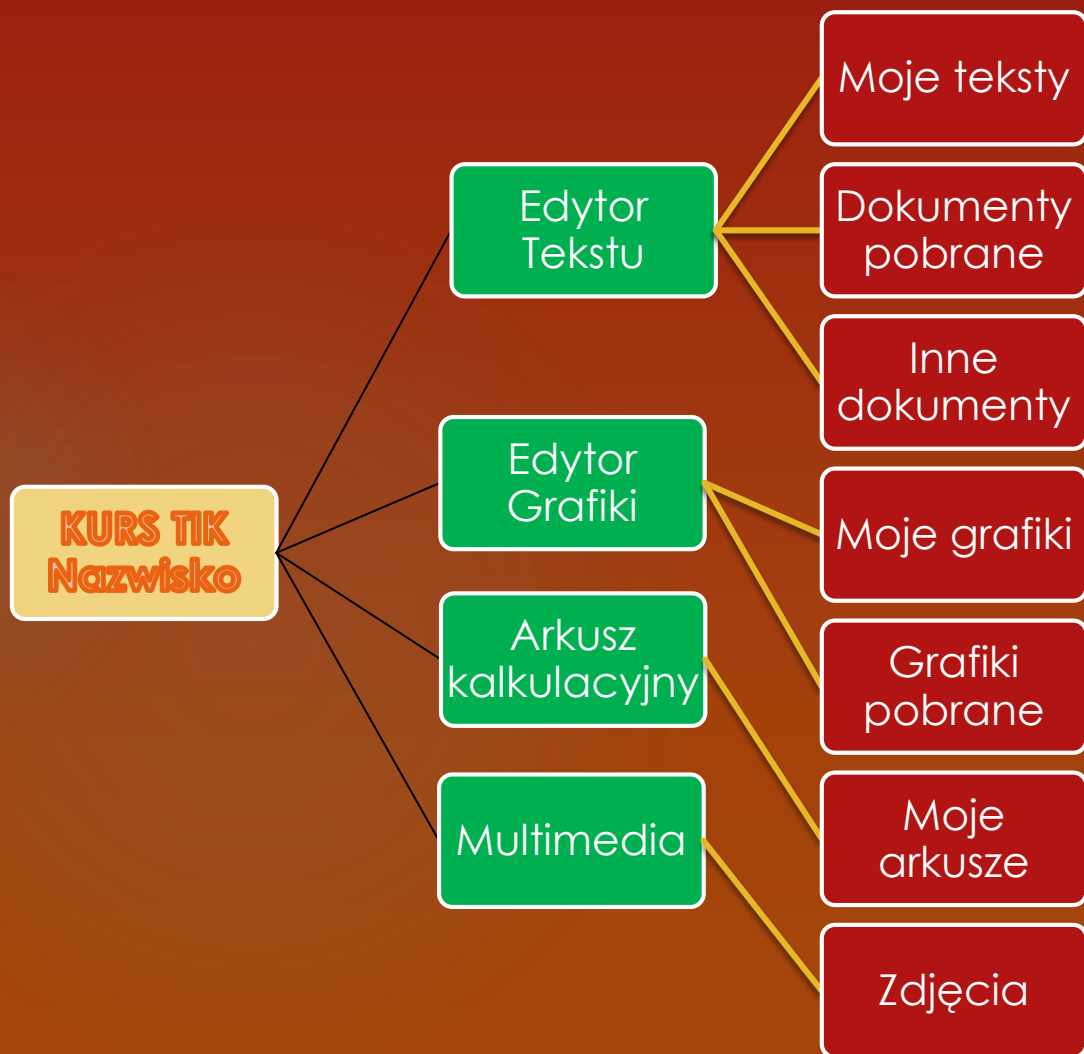 KURS TIK
Nazwisko
Edytor
Tekstu
Moje teksty
Dokumenty
pobrane
Inne
dokumenty
Edytor
Grafiki
Moje grafiki
Grafiki
pobrane
Arkusz
kalkulacyjny
Moje
arkusze
Multimedia
Zdjęcia